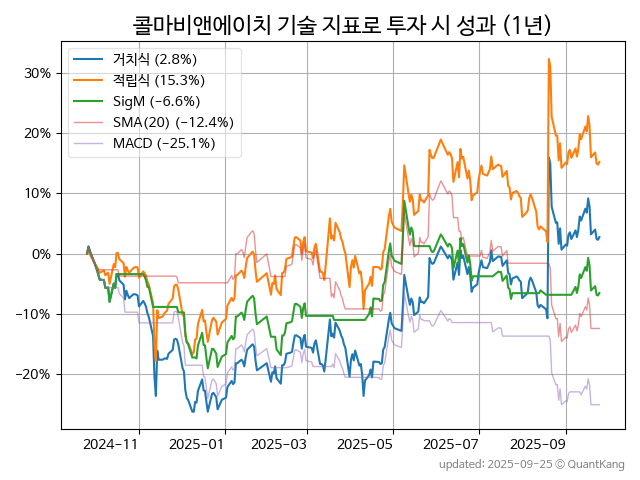 콜마비앤에이치 기술 지표로 투자 시 성과 (1년)
거치식 (2.8%)
적립식 (15.3%)
SigM (−6.6%)
SMA(20) (−12.4%)
MACD (−25.1%)
30%
20%
10%
0%
−10%
−20%
2024-11 2025-01 2025-03 2025-05 2025-07 2025-09
updated: 2025-09-25 ⓒ QuantKang